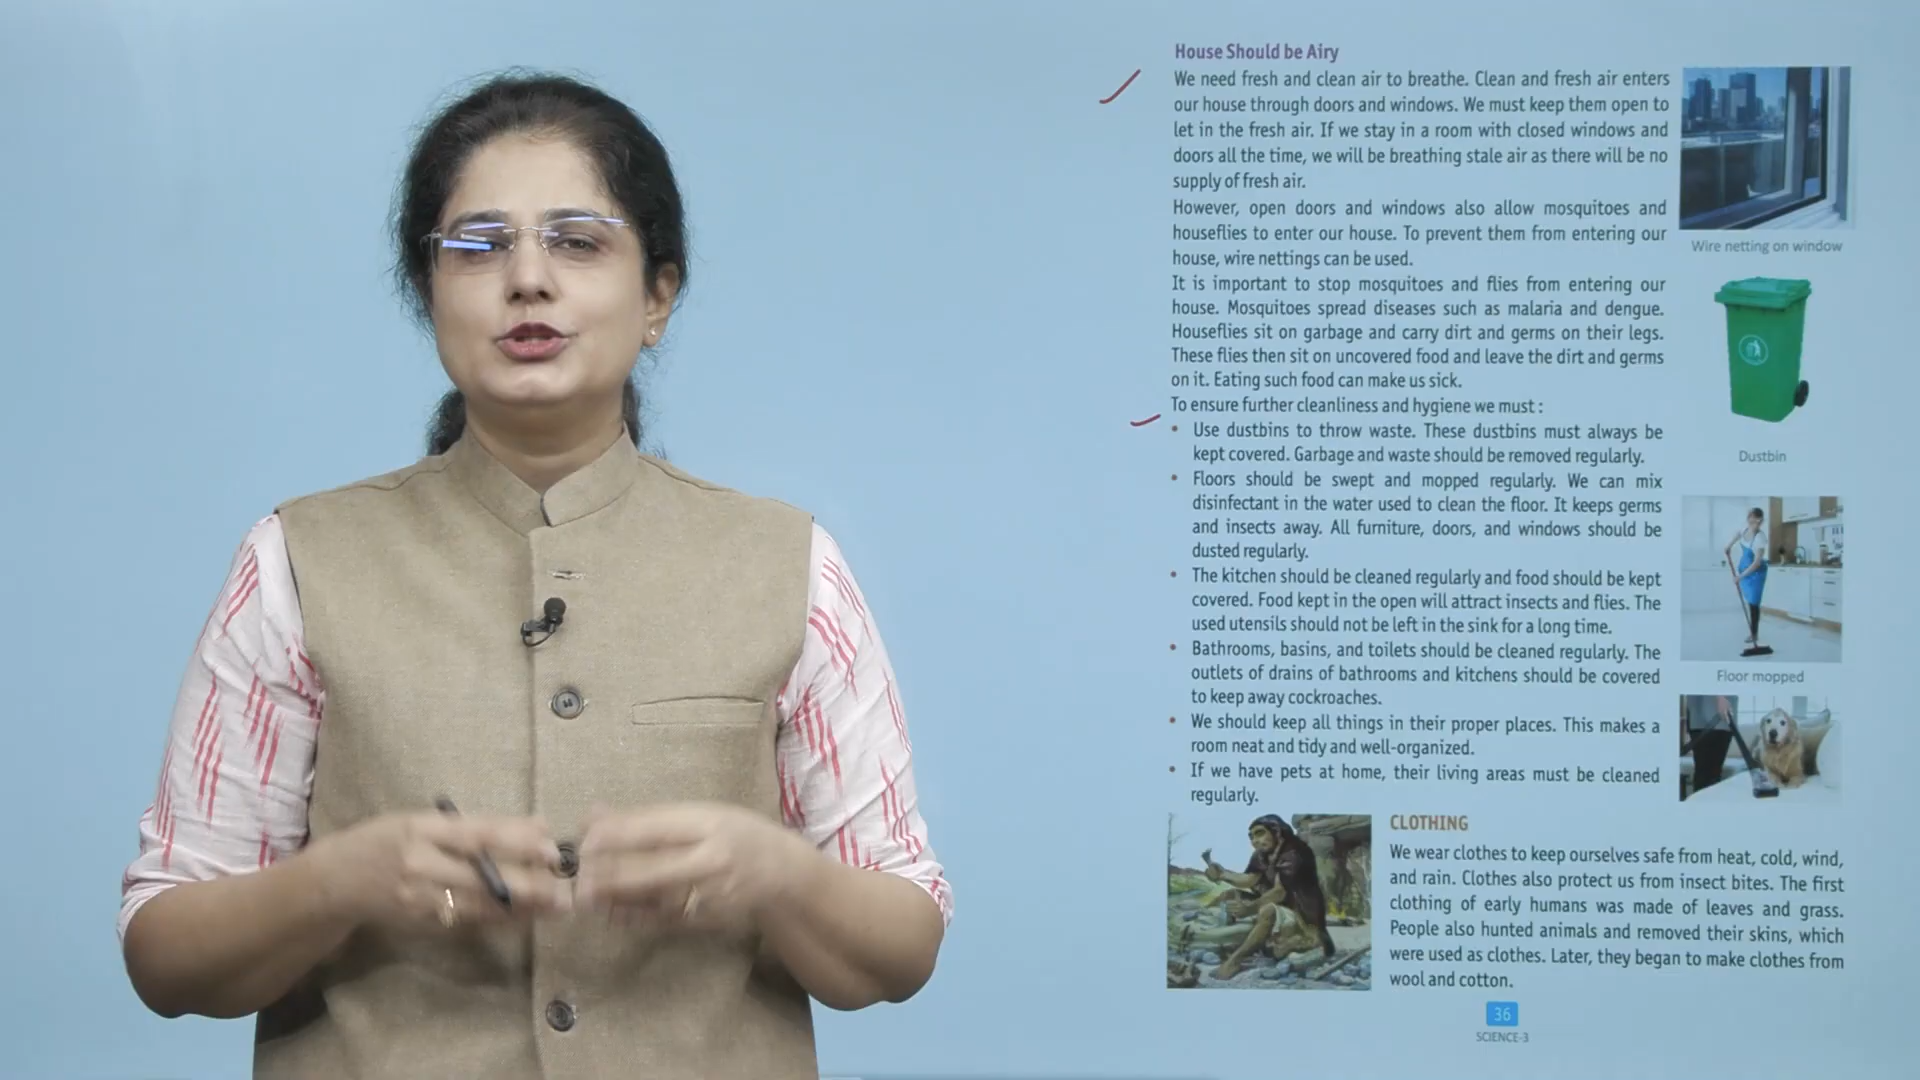 House Should be Airy
We need fresh and clean air to breathe. Clean and fresh air enters
our house through doors and windows. We must keep them open to
let in the fresh air. If we stay in a room with closed windows and
doors all the time, we will be breathing stale air as there will be no
supply of fresh air.
However, open doors and windows also allow mosquitoes and
houseflies to enter our house. To prevent them from entering our
house, wire nettings can be used.
It is important to stop mosquitoes and flies from entering our
house. Mosquitoes spread diseases such as malaria and dengue.
Houseflies sit on garbage and carry dirt and germs on their legs.
These flies then sit on uncovered food and leave the dirt and germs
on it. Eating such food can make us sick.
To ensure further cleanliness and hygiene we must :
• Use dustbins to throw waste. These dustbins must always be
kept covered. Garbage and waste should be removed regularly.
• Floors should be swept and mopped regularly. We can mix
disinfectant in the water used to clean the floor. It keeps germs
and insects away. All furniture, doors, and windows should be
dusted regularly.
• The kitchen should be cleaned regularly and food should be kept
covered. Food kept in the open will attract insects and flies. The
used utensils should not be left in the sink for a long time.
• Bathrooms, basins, and toilets should be cleaned regularly. The
outlets of drains of bathrooms and kitchens should be covered
to keep away cockroaches.
• We should keep all things in their proper places. This makes a
room neat and tidy and well-organized.
• If we have pets at home, their living areas must be cleaned
regularly.
Wire netting on window
Dustbin
Floor mopped
CLOTHING
We wear clothes to keep ourselves safe from heat, cold, wind,
and rain. Clothes also protect us from insect bites. The first
clothing of early humans was made of leaves and grass.
People also hunted animals and removed their skins, which
were used as clothes. Later, they began to make clothes from
wool and cotton.
36
SCIENCE-3